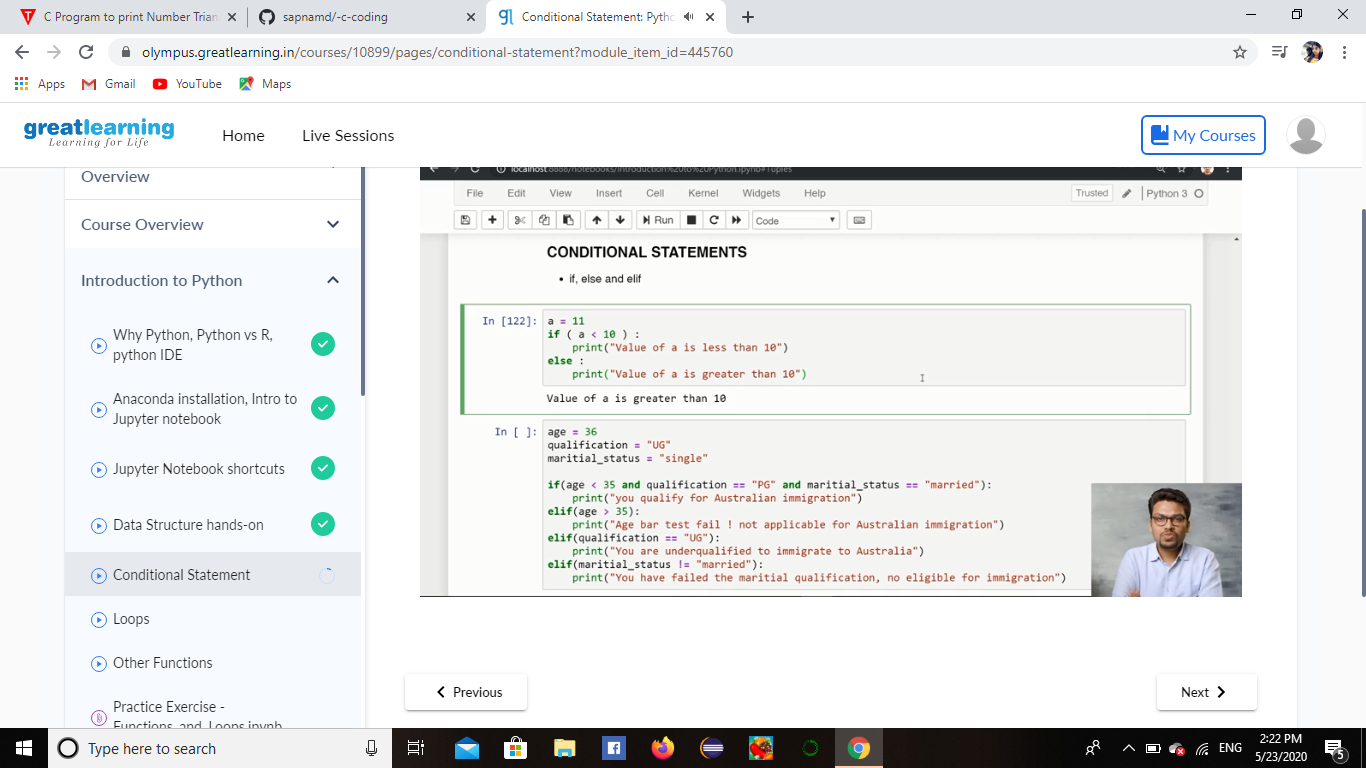 C Program to print Number Trian
sapnamd/-c-coding
Conditional Statement: Pytho
olympus.greatlearning.in/courses/10899/pages/conditional-statement?module_item_id=445760
Apps
Gmail
YouTube
Maps
greatlearning
Learning for Life
Home
Live Sessions
My Courses
Overview
Course Overview
Introduction to Python
Why Python, Python vs R,
python IDE
Anaconda installation, Intro to
Jupyter notebook
Jupyter Notebook shortcuts
Data Structure hands-on
Conditional Statement
Loops
Other Functions
Practice Exercise -
Functions_and_Loops.ipynb
localhost:8888/notebooks/Introduction%20to%20Python.ipynb#Tuples
File Edit View Insert Cell Kernel Widgets Help
Trusted
Python 3
Run
Code
CONDITIONAL STATEMENTS
• if, else and elif
In [122]: a = 11
if ( a < 10 ) :
print("Value of a is less than 10")
else :
print("Value of a is greater than 10")
Value of a is greater than 10
In [ ]: age = 36
qualification = "UG"
maritial_status = "single"
if(age < 35 and qualification == "PG" and maritial_status == "married"):
print("you qualify for Australian immigration")
elif(age > 35):
print("Age bar test fail ! not applicable for Australian immigration")
elif(qualification == "UG"):
print("You are underqualified to immigrate to Australia")
elif(maritial_status != "married"):
print("You have failed the maritial qualification, no eligible for immigration")
Previous
Next
Type here to search
ENG
2:22 PM
5/23/2020
5